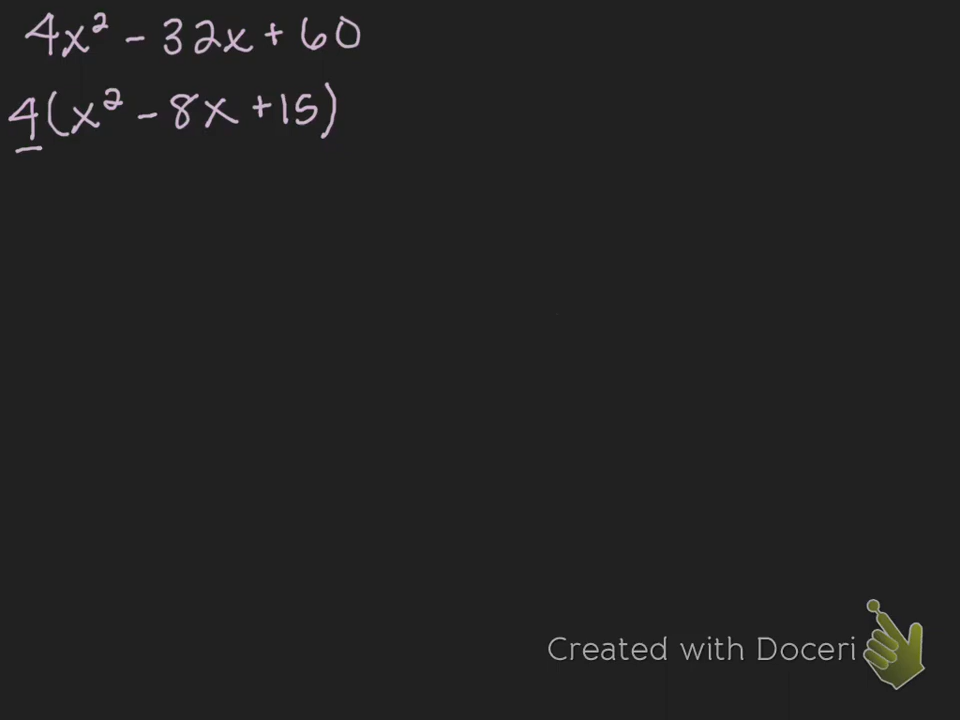 4x² - 32x + 60
4(x² - 8x + 15)
Created with Doceri